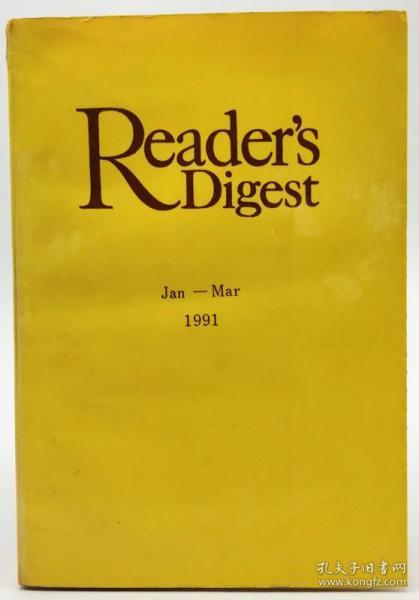 Reader's
Digest
Jan — Mar
1991
孔夫子旧书网
www.kongfz.com